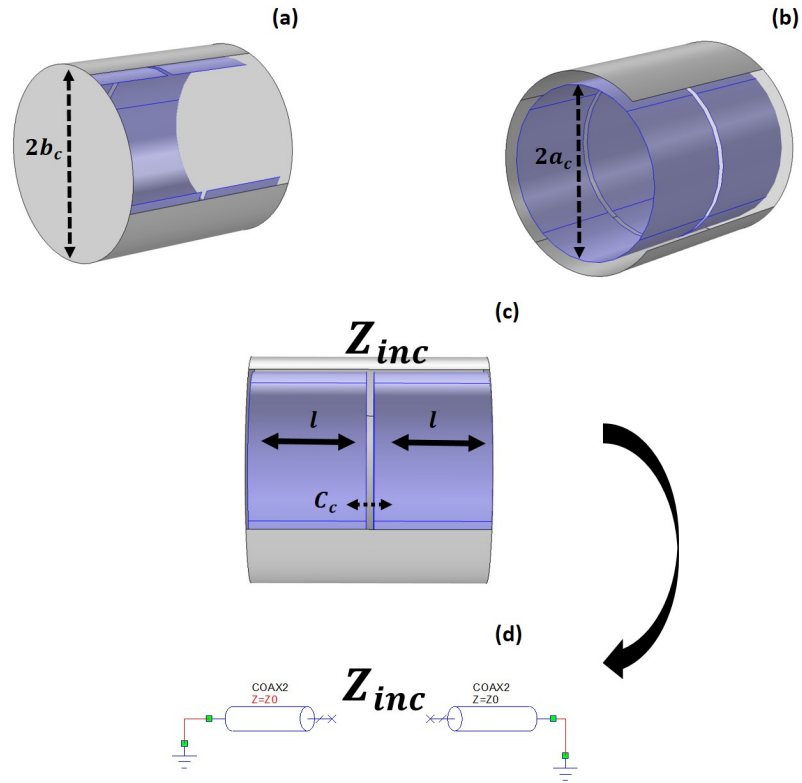 (a)
(b)
2b_c
2a_c
(c)
Z_inc
l
l
C_c
(d)
COAX2
Z=Z0
Z_inc
COAX2
Z=Z0